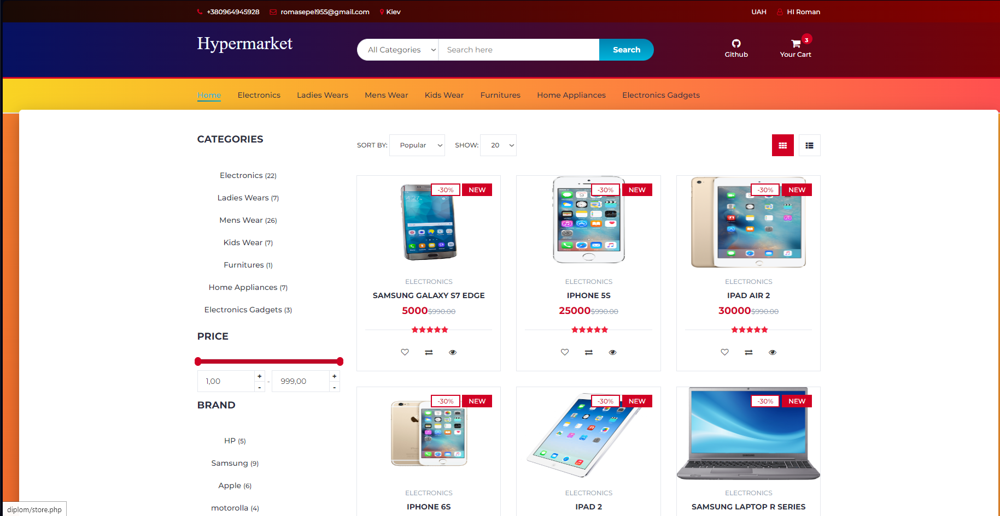 +380964945928 romasepel955@gmail.com Kiev UAH HI Roman
Hypermarket
All Categories Search here Search
Github
3
Your Cart
Home Electronics Ladies Wears Mens Wear Kids Wear Furnitures Home Appliances Electronics Gadgets
CATEGORIES
Electronics (22)
Ladies Wears (7)
Mens Wear (26)
Kids Wear (7)
Furnitures (1)
Home Appliances (7)
Electronics Gadgets (3)
PRICE
1,00 + - - 999,00 + -
BRAND
HP (5)
Samsung (9)
Apple (6)
motorolla (4)
SORT BY: Popular SHOW: 20
-30% NEW
ELECTRONICS
SAMSUNG GALAXY S7 EDGE
5000 $990.00
-30% NEW
ELECTRONICS
IPHONE 5S
25000 $990.00
-30% NEW
ELECTRONICS
IPAD AIR 2
30000 $990.00
-30% NEW
ELECTRONICS
IPHONE 6S
-30% NEW
ELECTRONICS
IPAD 2
-30% NEW
SAMSUNG
ELECTRONICS
SAMSUNG LAPTOP R SERIES
diplom/store.php